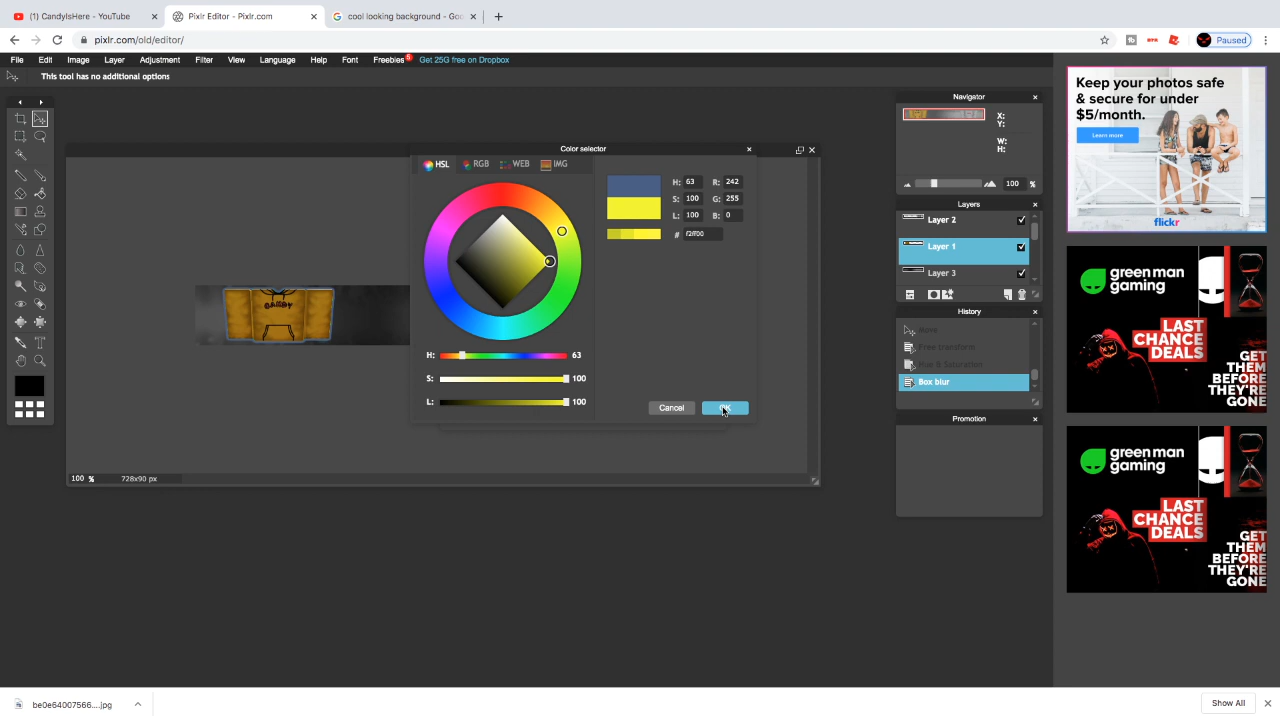 (1) CandyIsHere - YouTube
Pixlr Editor - Pixlr.com
cool looking background - Goo
pixlr.com/old/editor/
Paused
File Edit Image Layer Adjustment Filter View Language Help Font Freebies 5 Get 25G free on Dropbox
This tool has no additional options
Color selector
HSL RGB WEB IMG
H: 63 R: 242
S: 100 G: 255
L: 100 B: 0
# f2ff00
H: 63
S: 100
L: 100
Cancel
OK
CANDY
100 % 728x90 px
Navigator
X:
Y:
W:
H:
100 %
Layers
Layer 2
Layer 1
Layer 3
History
Move
Free transform
Hue & Saturation
Box blur
Promotion
Keep your photos safe
& secure for under
$5/month.
Learn more
flickr
green man
gaming
LAST
CHANCE
DEALS
GET
THEM
BEFORE
THEY'RE
GONE
green man
gaming
LAST
CHANCE
DEALS
GET
THEM
BEFORE
THEY'RE
GONE
be0e64007566....jpg
Show All